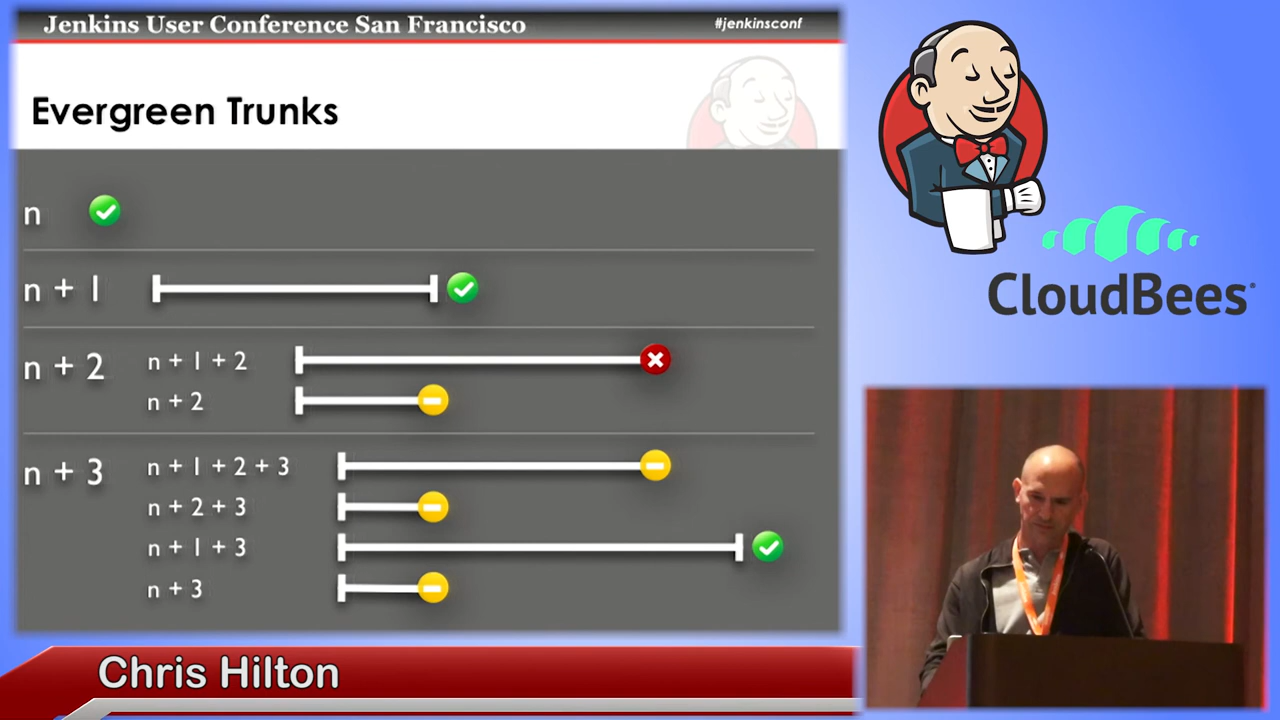 Jenkins User Conference San Francisco
#jenkinsconf
Evergreen Trunks
n
n + 1
n + 2
n + 1 + 2
n + 2
n + 3
n + 1 + 2 + 3
n + 2 + 3
n + 1 + 3
n + 3
CloudBees
Chris Hilton